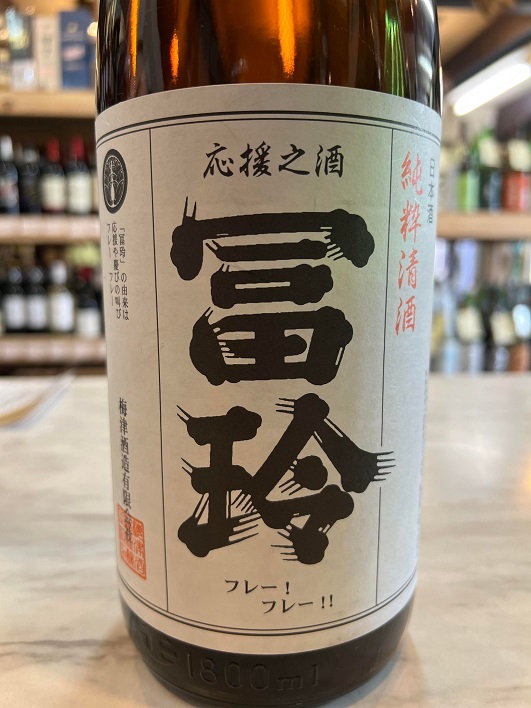 日本酒
純粋清酒
応援之酒
冨玲
フレー！
フレー!!
「冨玲」の由来は
応援や慶びの叫び
フレー　フレー
梅津酒造有限会社
1800ml